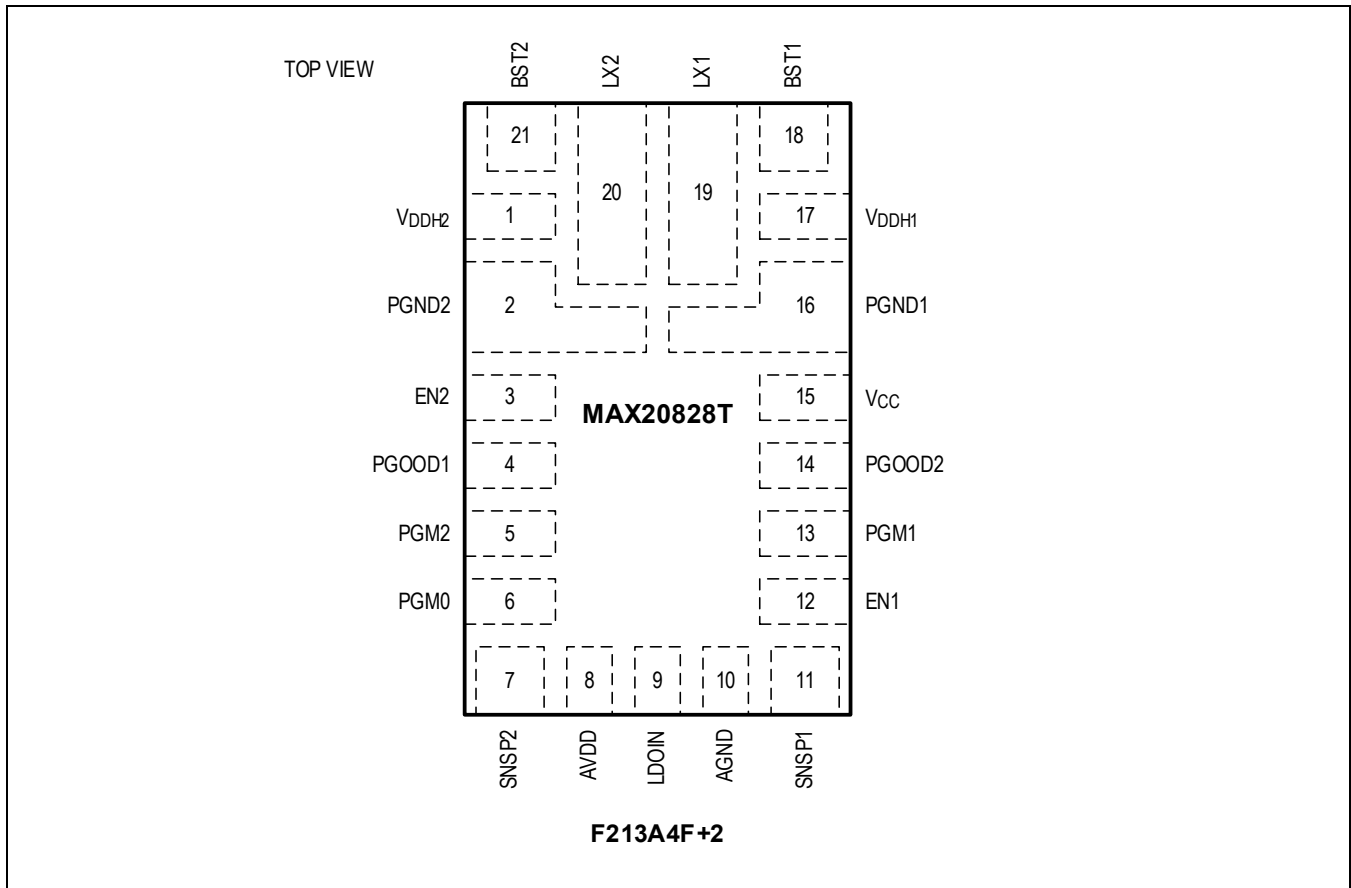 TOP VIEW
BST2
LX2
LX1
BST1
21
20
19
18
VDDH2
1
17
VDDH1
PGND2
2
16
PGND1
EN2
3
MAX20828T
15
VCC
PGOOD1
4
14
PGOOD2
PGM2
5
13
PGM1
PGM0
6
12
EN1
7
8
9
10
11
SNSP2
AVDD
LDOIN
AGND
SNSP1
F213A4F+2